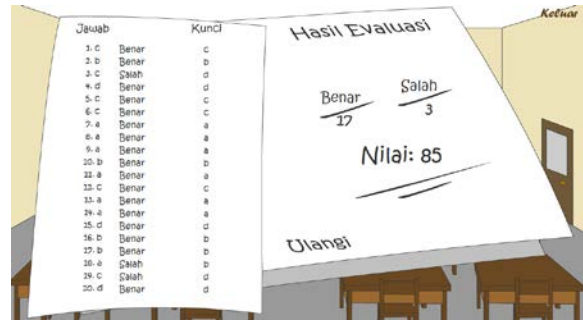 Jawab Kunci
1. c Benar c
2. b Benar b
3. c Salah d
4. d Benar d
5. c Benar c
6. c Benar c
7. a Benar a
8. a Benar a
9. a Benar a
10. b Benar b
11. a Benar a
12. c Benar c
13. a Benar a
14. a Benar a
15. d Benar d
16. b Benar b
17. b Benar b
18. a Salah b
19. c Salah d
20. d Benar d
Hasil Evaluasi
Benar Salah
17 3
Nilai: 85
Ulangi
Keluar